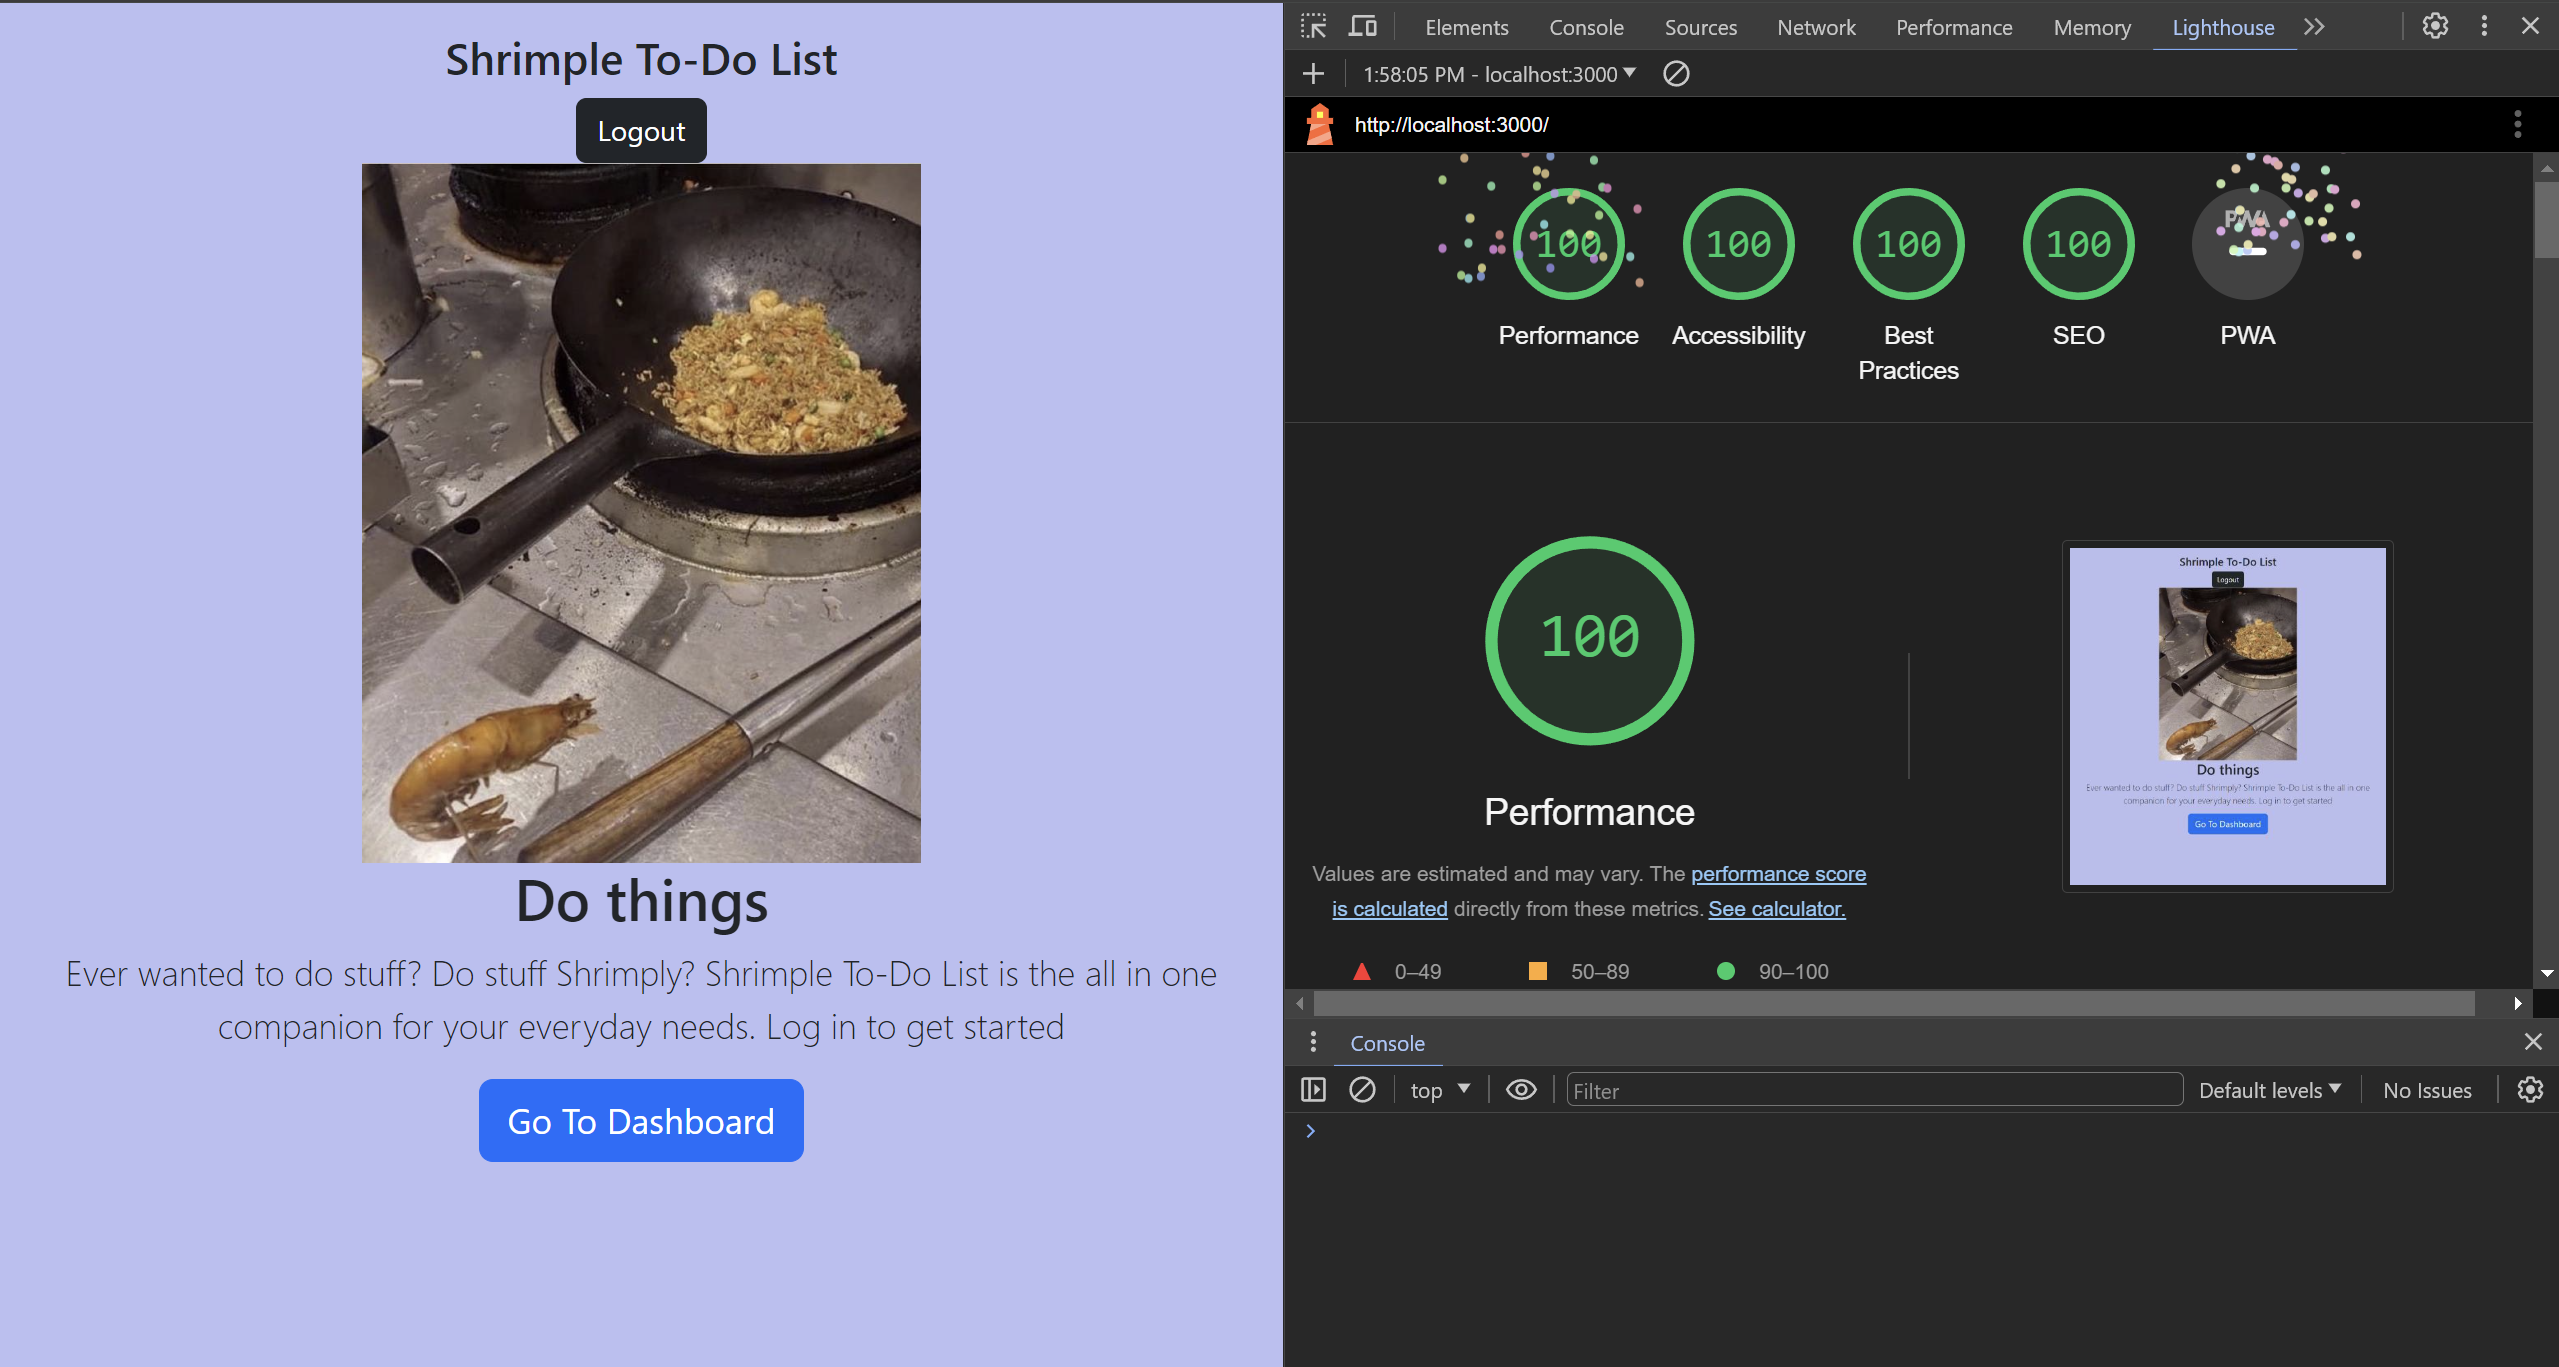 Shrimple To-Do List
Logout
Do things
Ever wanted to do stuff? Do stuff Shrimply? Shrimple To-Do List is the all in one
companion for your everyday needs. Log in to get started
Go To Dashboard
Elements Console Sources Network Performance Memory Lighthouse
1:58:05 PM - localhost:3000
http://localhost:3000/
100 100 100 100 PWA
Performance Accessibility Best Practices SEO PWA
100
Performance
Values are estimated and may vary. The performance score
is calculated directly from these metrics. See calculator.
0–49 50–89 90–100
Shrimple To-Do List
Logout
Do things
Ever wanted to do stuff? Do stuff Shrimply? Shrimple To-Do List is the all in one
companion for your everyday needs. Log in to get started
Go To Dashboard
Console
top Filter Default levels No Issues